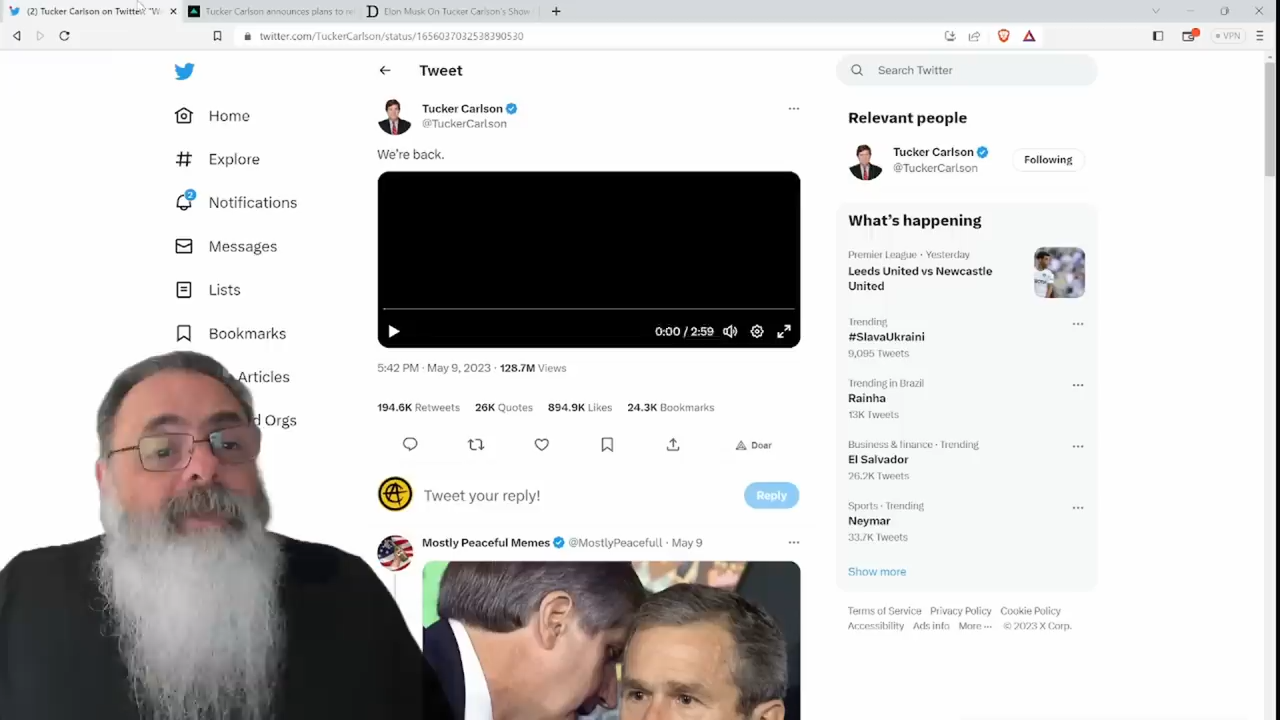 (2) Tucker Carlson on Twitter: "We
Tucker Carlson announces plans to re
Elon Musk On Tucker Carlson's Show
twitter.com/TuckerCarlson/status/1656037032538390530
VPN
Tweet
Search Twitter
Home
Explore
2
Notifications
Messages
Lists
Bookmarks
Articles
d Orgs
Tucker Carlson
@TuckerCarlson
We're back.
0:00 / 2:59
5:42 PM · May 9, 2023 · 128.7M Views
194.6K Retweets 26K Quotes 894.9K Likes 24.3K Bookmarks
Doar
Tweet your reply!
Reply
Mostly Peaceful Memes @MostlyPeacefull · May 9
Relevant people
Tucker Carlson
@TuckerCarlson
Following
What's happening
Premier League · Yesterday
Leeds United vs Newcastle
United
Trending
#SlavaUkraini
9,095 Tweets
Trending in Brazil
Rainha
13K Tweets
Business & finance · Trending
El Salvador
26.2K Tweets
Sports · Trending
Neymar
33.7K Tweets
Show more
Terms of Service Privacy Policy Cookie Policy
Accessibility Ads info More ··· © 2023 X Corp.